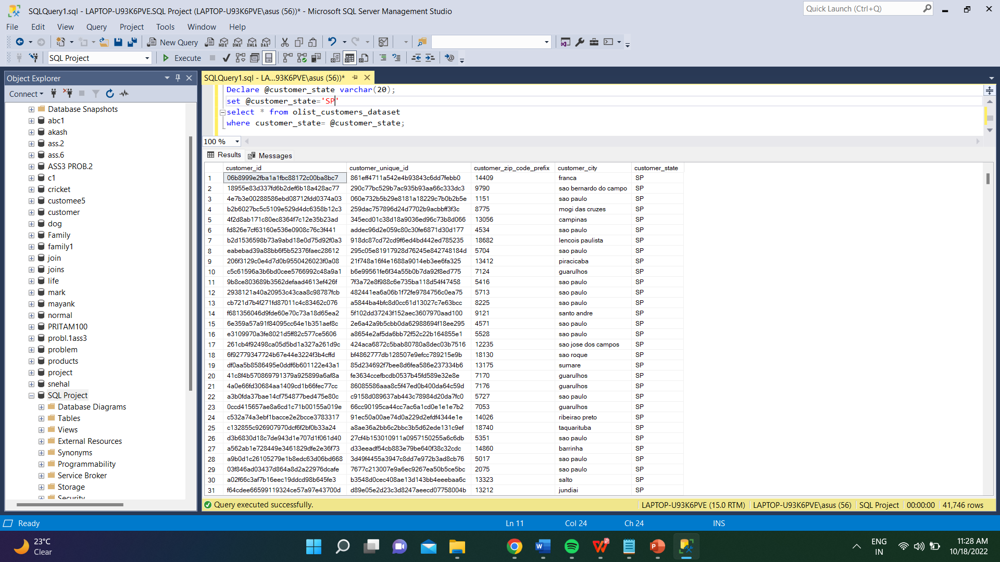 SQLQuery1.sql - LAPTOP-U93K6PVE.SQL Project (LAPTOP-U93K6PVE\asus (56))* - Microsoft SQL Server Management Studio
Quick Launch (Ctrl+Q)
File Edit View Query Project Tools Window Help
New Query MDX DMX XMLA DAX
SQL Project Execute
Object Explorer
Connect
Database Snapshots
abc1
akash
ass.2
ass.6
ASS3 PROB.2
c1
cricket
customee5
customer
dog
Family
family1
join
joins
life
mark
mayank
normal
PRITAM100
probl.1ass3
problem
products
project
snehal
SQL Project
Database Diagrams
Tables
Views
External Resources
Synonyms
Programmability
Service Broker
Storage
Security
SQLQuery1.sql - LA...93K6PVE\asus (56))*
Declare @customer_state varchar(20);
set @customer_state='SP'
select * from olist_customers_dataset
where customer_state= @customer_state;
100 %
Results Messages
customer_id customer_unique_id customer_zip_code_prefix customer_city customer_state
1 06b8999e2fba1a1fbc88172c00ba8bc7 861eff4711a542e4b93843c6dd7febb0 14409 franca SP
2 18955e83d337fd6b2def6b18a428ac77 290c77bc529b7ac935b93aa66c333dc3 9790 sao bernardo do campo SP
3 4e7b3e00288586ebd08712fdd0374a03 060e732b5b29e8181a18229c7b0b2b5e 1151 sao paulo SP
4 b2b6027bc5c5109e529d4dc6358b12c3 259dac757896d24d7702b9acbbff3f3c 8775 mogi das cruzes SP
5 4f2d8ab171c80ec8364f7c12e35b23ad 345ecd01c38d18a9036ed96c73b8d066 13056 campinas SP
6 fd826e7cf63160e536e0908c76c3f441 addec96d2e059c80c30fe6871d30d177 4534 sao paulo SP
7 b2d1536598b73a9abd18e0d75d92f0a3 918dc87cd72cd9f6ed4bd442ed785235 18682 lencois paulista SP
8 eabebad39a88bb6f5b52376faec28612 295c05e81917928d76245e842748184d 5704 sao paulo SP
9 206f3129c0e4d7d0b9550426023f0a08 21f748a16f4e1688a9014eb3ee6fa325 13412 piracicaba SP
10 c5c61596a3b6bd0cee5766992c48a9a1 b6e99561fe6f34a55b0b7da92f8ed775 7124 guarulhos SP
11 9b8ce803689b3562defaad4613ef426f 7f3a72e8f988c6e735ba118d54f47458 5416 sao paulo SP
12 2938121a40a20953c43caa8c98787fcb 482441ea6a06b1f72fe9784756c0ea75 5713 sao paulo SP
13 cb721d7b4f271fd87011c4c83462c076 a5844ba4bfc8d0cc61d13027c7e63bcc 8225 sao paulo SP
14 f681356046d9fde60e70c73a18d65ea2 5f102dd37243f152aec3607970aad100 9121 santo andre SP
15 6e359a57a91f84095cc64e1b351aef8c 2e6a42a9b5cbb0da62988694f18ee295 4571 sao paulo SP
16 e3109970a3fe8021d5ff82c577ce5606 a8654e2af5da6bb72f52c22b164855e1 5528 sao paulo SP
17 261cb4f92498ca05d5bd1a327a261d9c 424aca6872c5bab80780a8dec03b7516 12235 sao jose dos campos SP
18 6f92779347724b67e44e3224f3b4cffd bf4862777db128507e9efcc789215e9b 18130 sao roque SP
19 df0aa5b8586495e0ddf6b601122e43a1 85d234692f7bee8d6fea586e237334b6 13175 sumare SP
20 41c8f4b570869791379a925899a6af8a fe3634ccefbcdb0537b45fd589e32e8e 7170 guarulhos SP
21 4a0e66fd30684aa1409cd1b66fec77cc 86085586aaa8c5f47ed0b400da64c59d 7176 guarulhos SP
22 a3b0fda37bae14cf754877bed475e80c c9158d089637ab443c78984d20da7fc0 5727 sao paulo SP
23 0ccd415657ae8a6cd1c71b00155a019e 66cc90195ca44cc7ac6a1cd0e1e1e7b2 7053 guarulhos SP
24 c532a74a3ebf1bacce2e2bcce3783317 91ec50a00ae74d0a229d2efdf4344e1e 14026 ribeirao preto SP
25 c132855c926907970dcf6f2bf0b33a24 a8ae36a2bb6c2bbc3b5d62ede131c9ef 18740 taquarituba SP
26 d3b6830d18c7de943d1e707d1f061d40 27cf4b153010911a0957150255a6c6db 5351 sao paulo SP
27 a562ab1e728449e3461829dfe2e36f73 d33eeadf54cb883e79be640f38c32cdc 14860 barrinha SP
28 a9b0d1c26105279e1b8edc63d06bd668 3d49f4455a3947c8dd7e972b3ad8cb76 5017 sao paulo SP
29 03f846ad03437d864a8d2a22976dcafe 7677c213007e9a6ec9267ea50b5ce5bc 2075 sao paulo SP
30 a02f66c3af7b16eec19ddcd98b645fe3 b3548d0cec408ae13d143bb4eeebaa6c 13323 salto SP
31 f64cdee66599119324ce57a97e43700d d89e05e2d23c3d8247aeecd07758004b 13212 jundiai SP
Query executed successfully. LAPTOP-U93K6PVE (15.0 RTM) LAPTOP-U93K6PVE\asus (56) SQL Project 00:00:00 41,746 rows
Ready Ln 11 Col 24 Ch 24 INS
23°C
Clear
ENG
IN
11:28 AM
10/18/2022